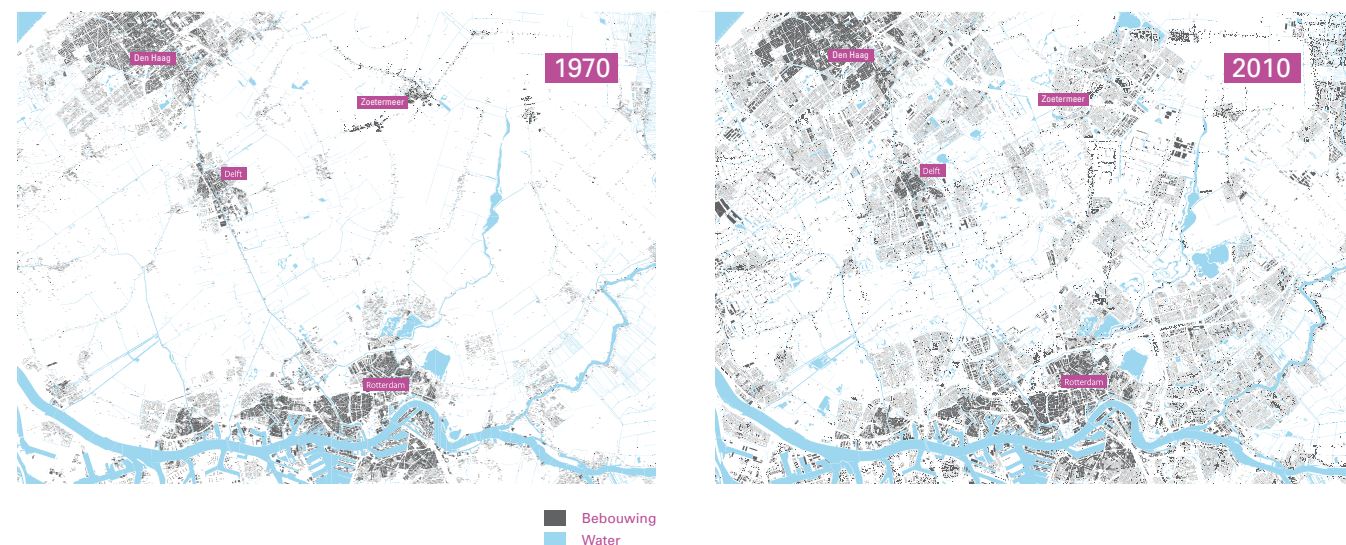 Den Haag
1970
Zoetermeer
Delft
Rotterdam
Den Haag
2010
Zoetermeer
Delft
Rotterdam
Bebouwing
Water